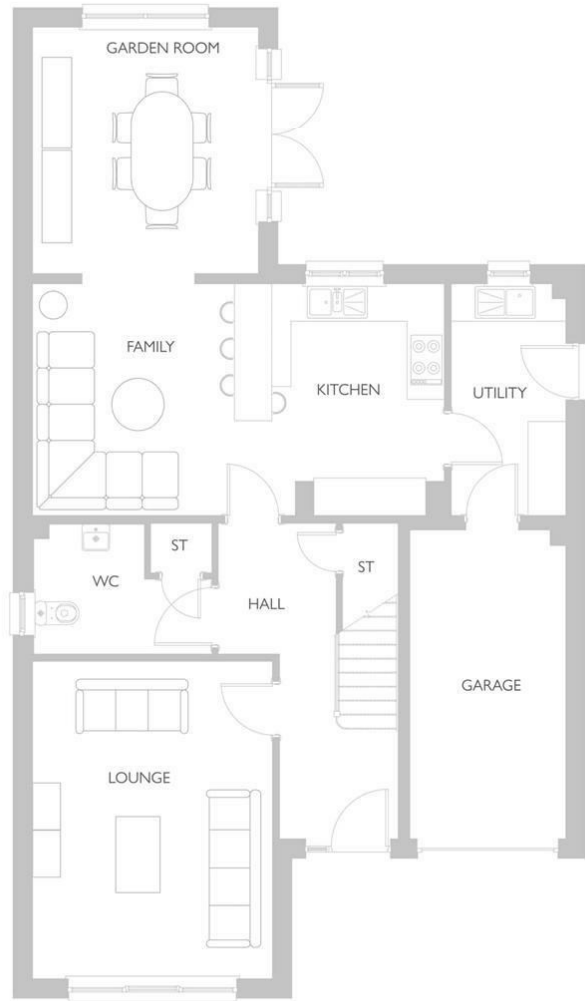 GARDEN ROOM
FAMILY
KITCHEN
UTILITY
ST
WC
ST
HALL
GARAGE
LOUNGE